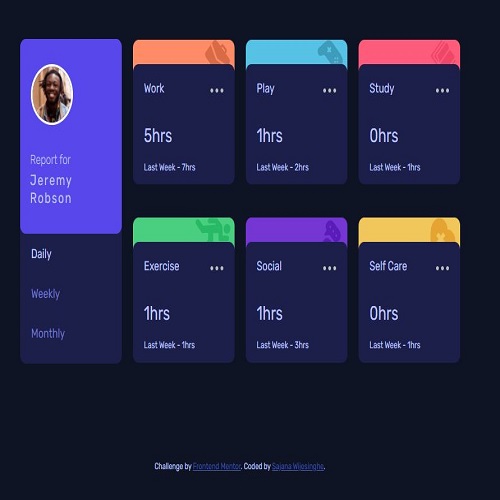 Report for
Jeremy
Robson
Daily
Weekly
Monthly
Work
5hrs
Last Week - 7hrs
Play
1hrs
Last Week - 2hrs
Study
0hrs
Last Week - 1hrs
Exercise
1hrs
Last Week - 1hrs
Social
1hrs
Last Week - 3hrs
Self Care
0hrs
Last Week - 1hrs
Challenge by Frontend Mentor. Coded by Sajana Wijesinghe.